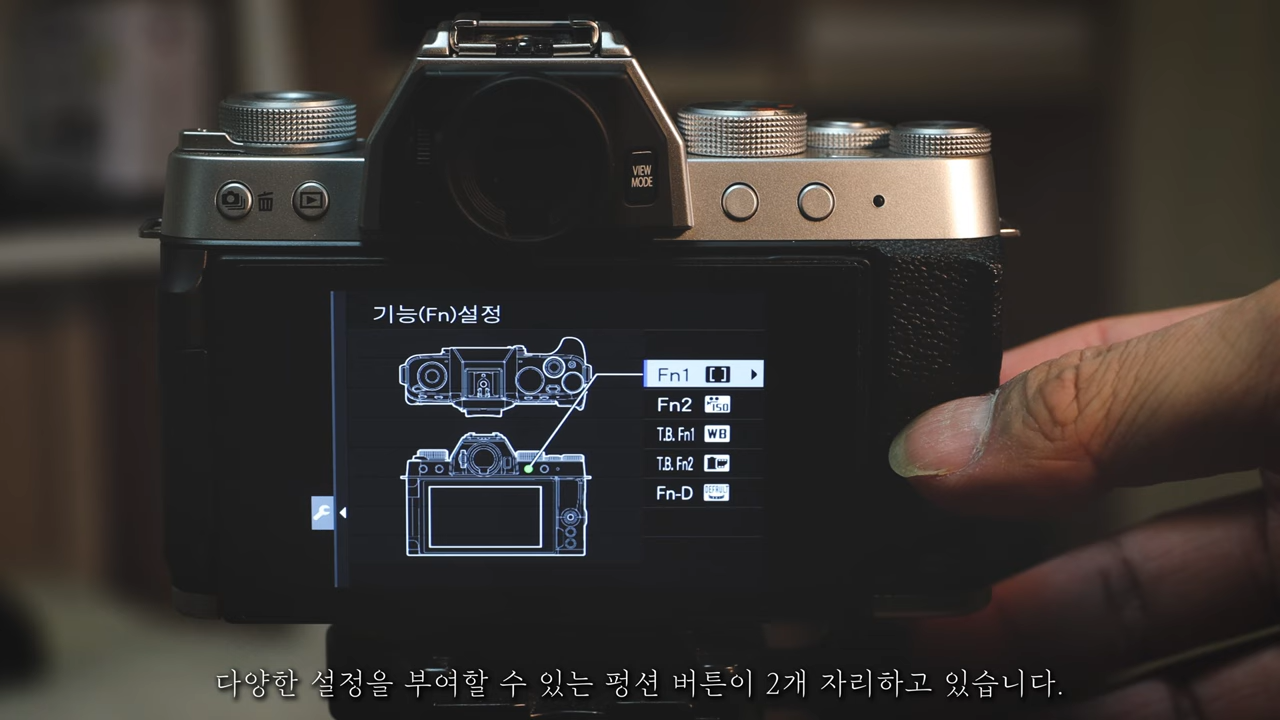 VIEW
MODE
기능(Fn)설정
Fn1 [ ]
Fn2 ISO
T.B. Fn1 WB
T.B. Fn2
Fn-D DEFAULT
다양한 설정을 부여할 수 있는 펑션 버튼이 2개 자리하고 있습니다.